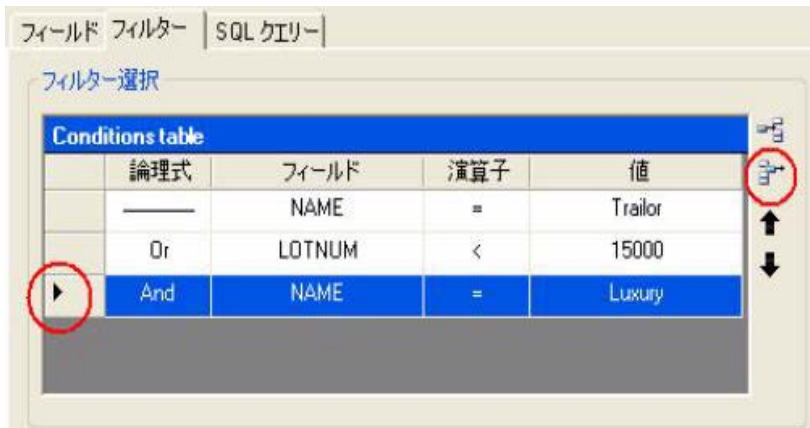 フィールド フィルター SQL クエリー
フィルター選択
Conditions table
論理式 フィールド 演算子 値
NAME = Trailor
Or LOTNUM < 15000
And NAME = Luxury